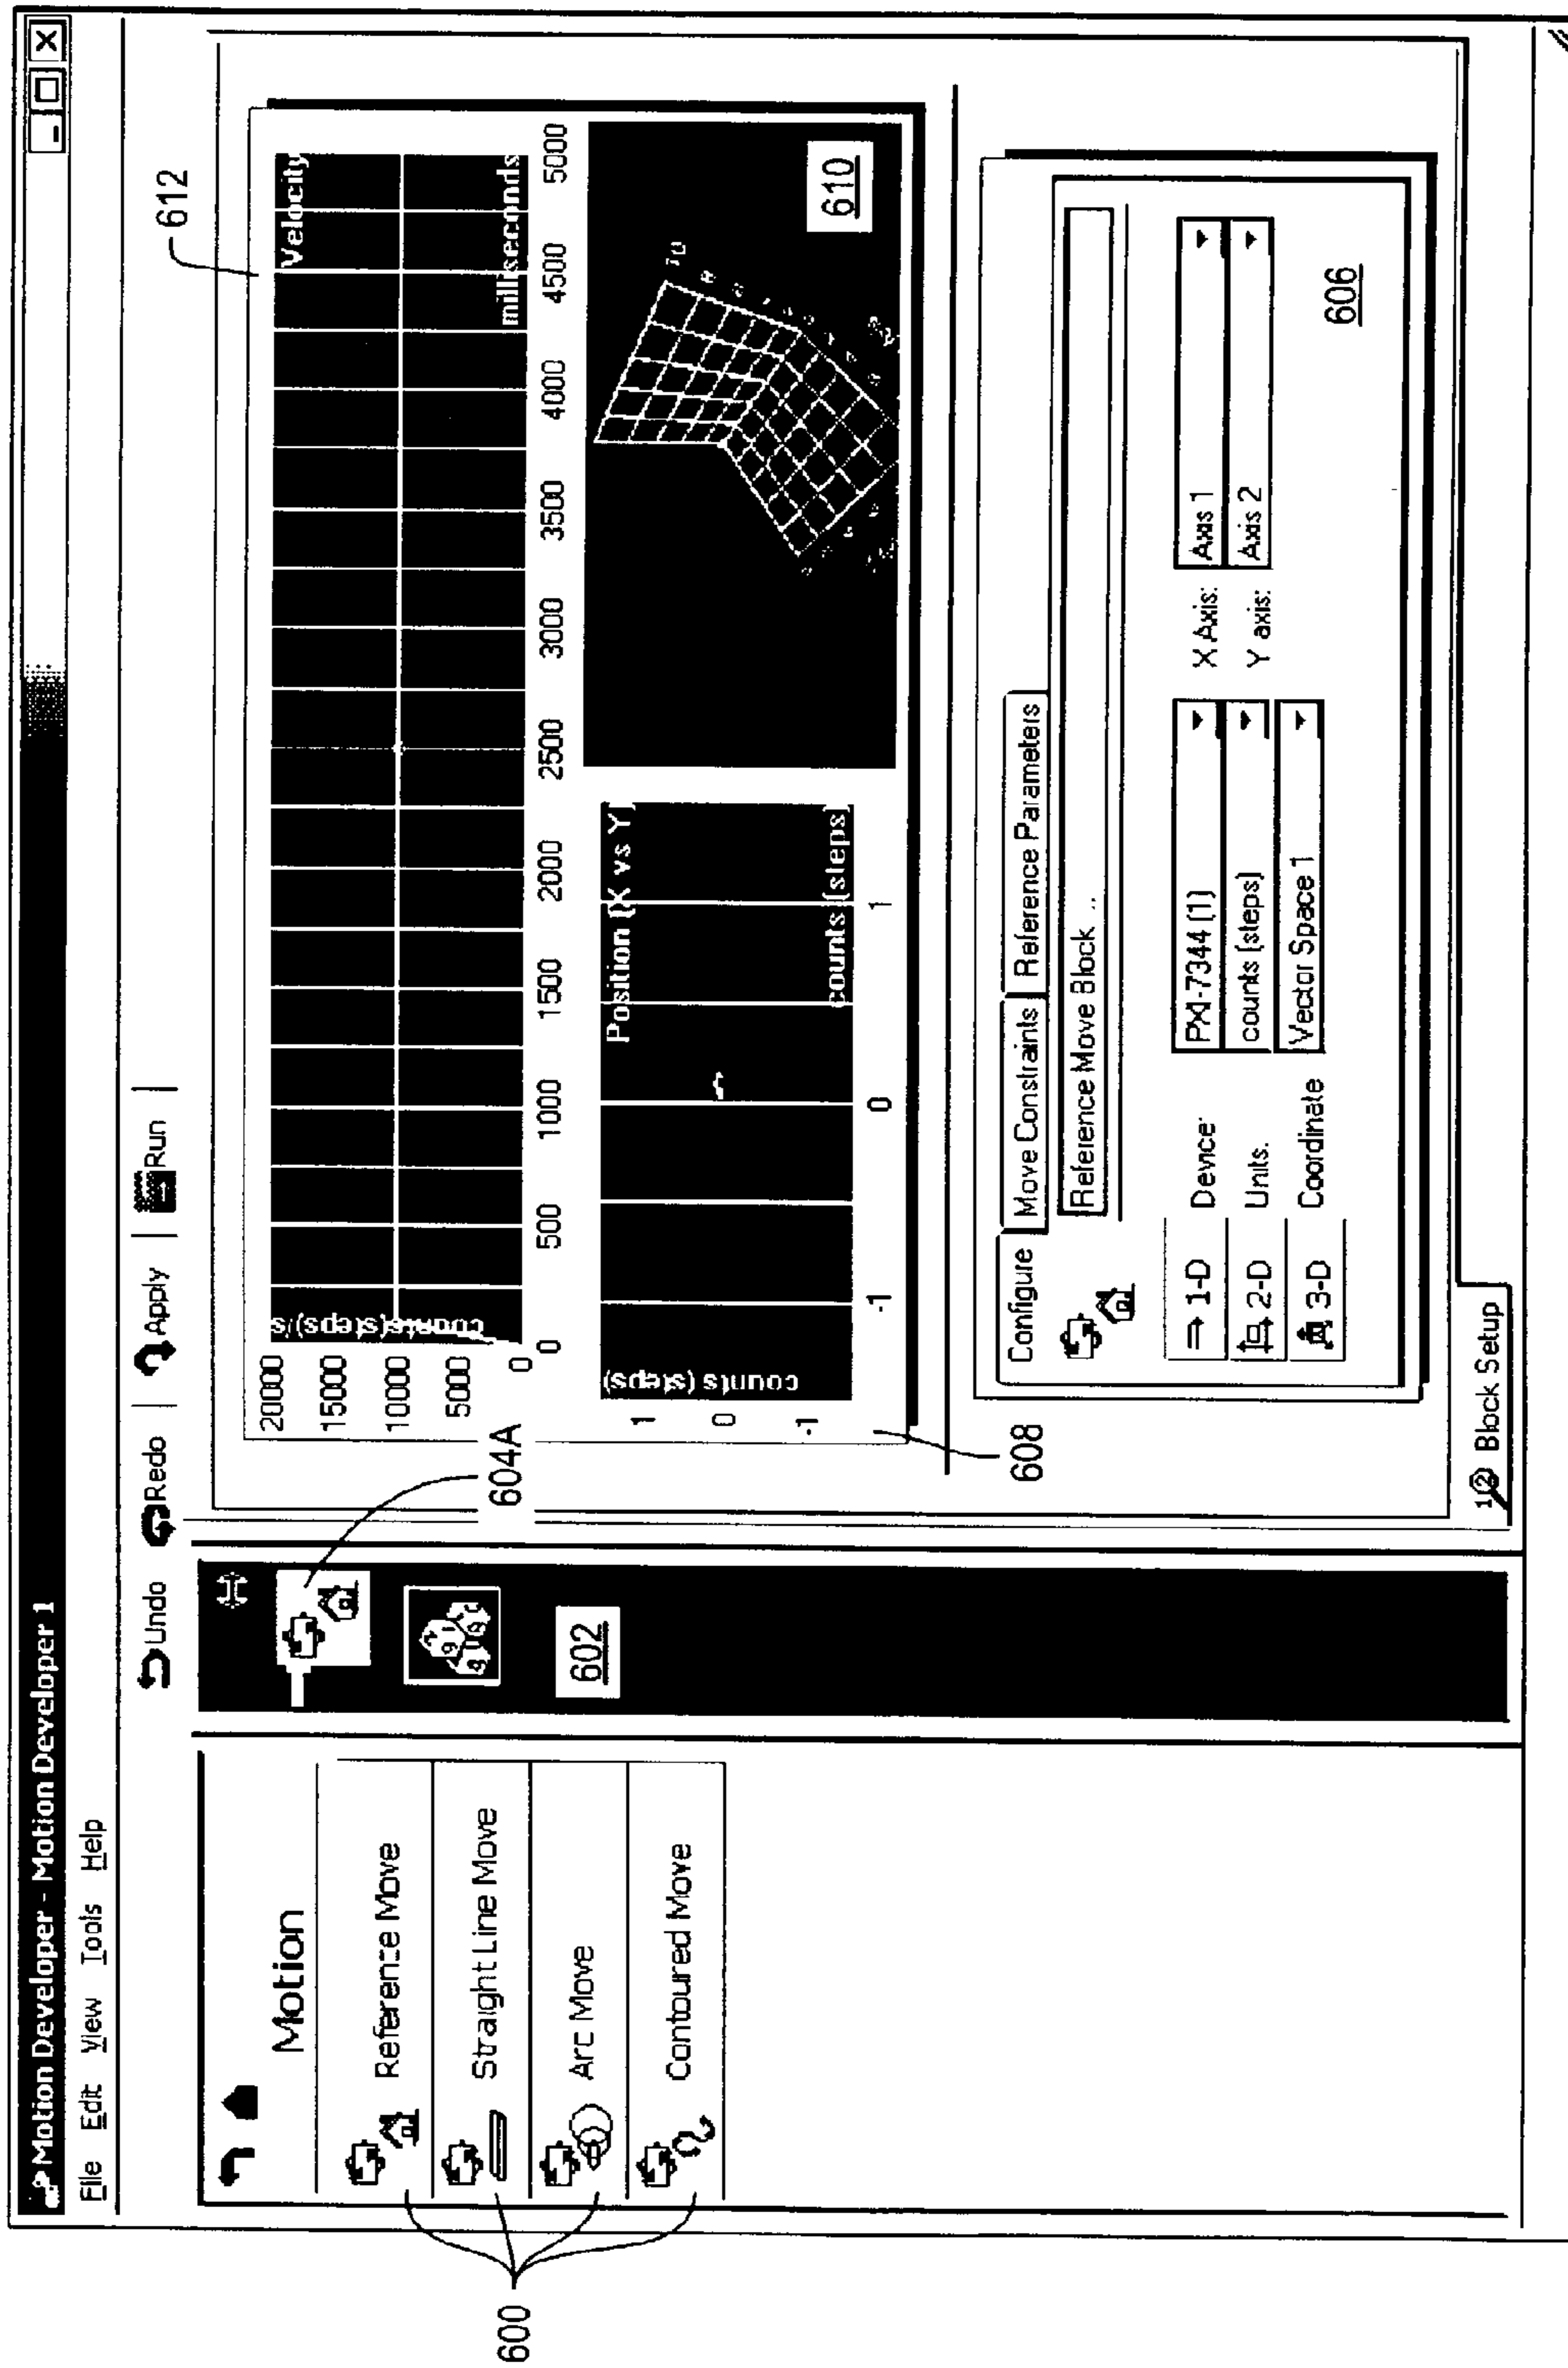 Motion Developer - Motion Developer 1
File Edit View Tools Help
Undo Redo Apply Run
Motion
Reference Move
Straight Line Move
Arc Move
Contoured Move
600
602
604A
612
Velocity
counts(steps)/s
milliseconds
20000
15000
10000
5000
0
0 500 1000 1500 2000 2500 3000 3500 4000 4500 5000
Position (X vs Y)
counts (steps)
counts (steps)
1
0
-1
-1 0 1
608
610
Configure Move Constraints Reference Parameters
Reference Move Block ..
1-D Device: PXI-7344 (1) X Axis: Axis 1
2-D Units. counts (steps) Y axis: Axis 2
3-D Coordinate Vector Space 1
606
Block Setup